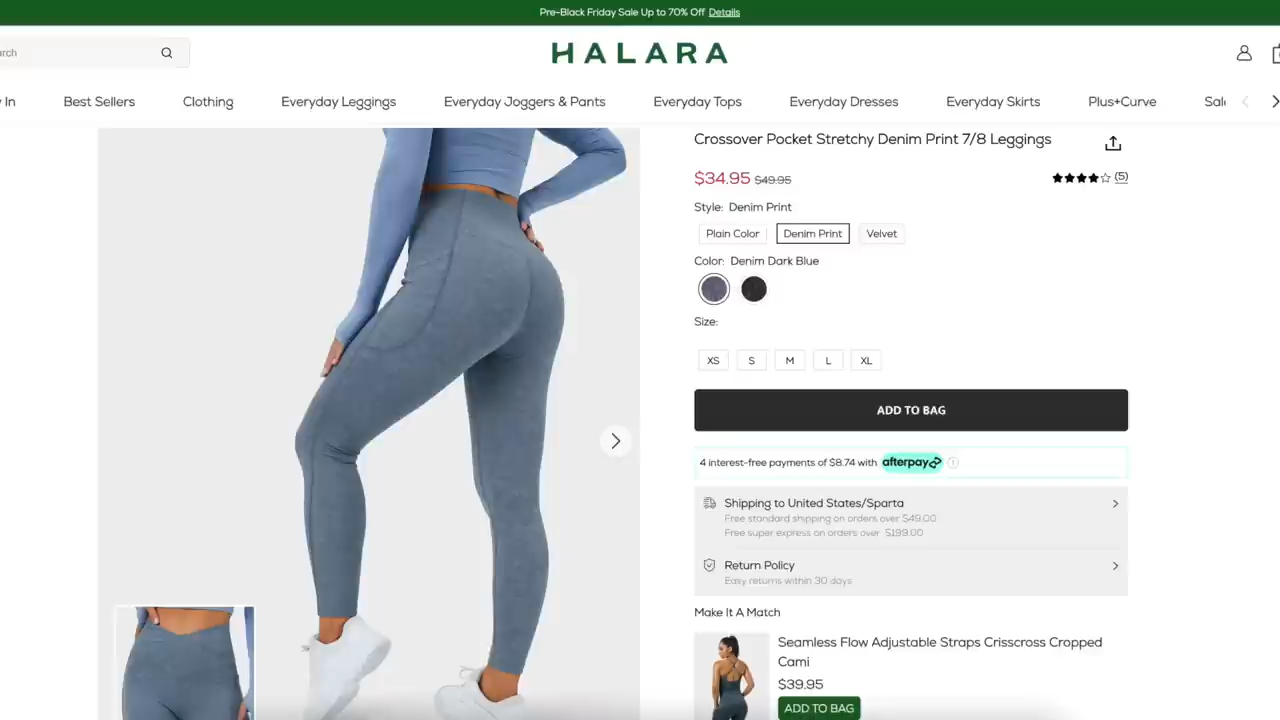 Pre-Black Friday Sale Up to 70% Off Details
arch
HALARA
In
Best Sellers
Clothing
Everyday Leggings
Everyday Joggers & Pants
Everyday Tops
Everyday Dresses
Everyday Skirts
Plus+Curve
Sal
Crossover Pocket Stretchy Denim Print 7/8 Leggings
$34.95 $49.95
(5)
Style: Denim Print
Plain Color
Denim Print
Velvet
Color: Denim Dark Blue
Size:
XS
S
M
L
XL
ADD TO BAG
4 interest-free payments of $8.74 with afterpay
Shipping to United States/Sparta
Free standard shipping on orders over $49.00
Free super express on orders over $199.00
Return Policy
Easy returns within 30 days
Make It A Match
Seamless Flow Adjustable Straps Crisscross Cropped
Cami
$39.95
ADD TO BAG